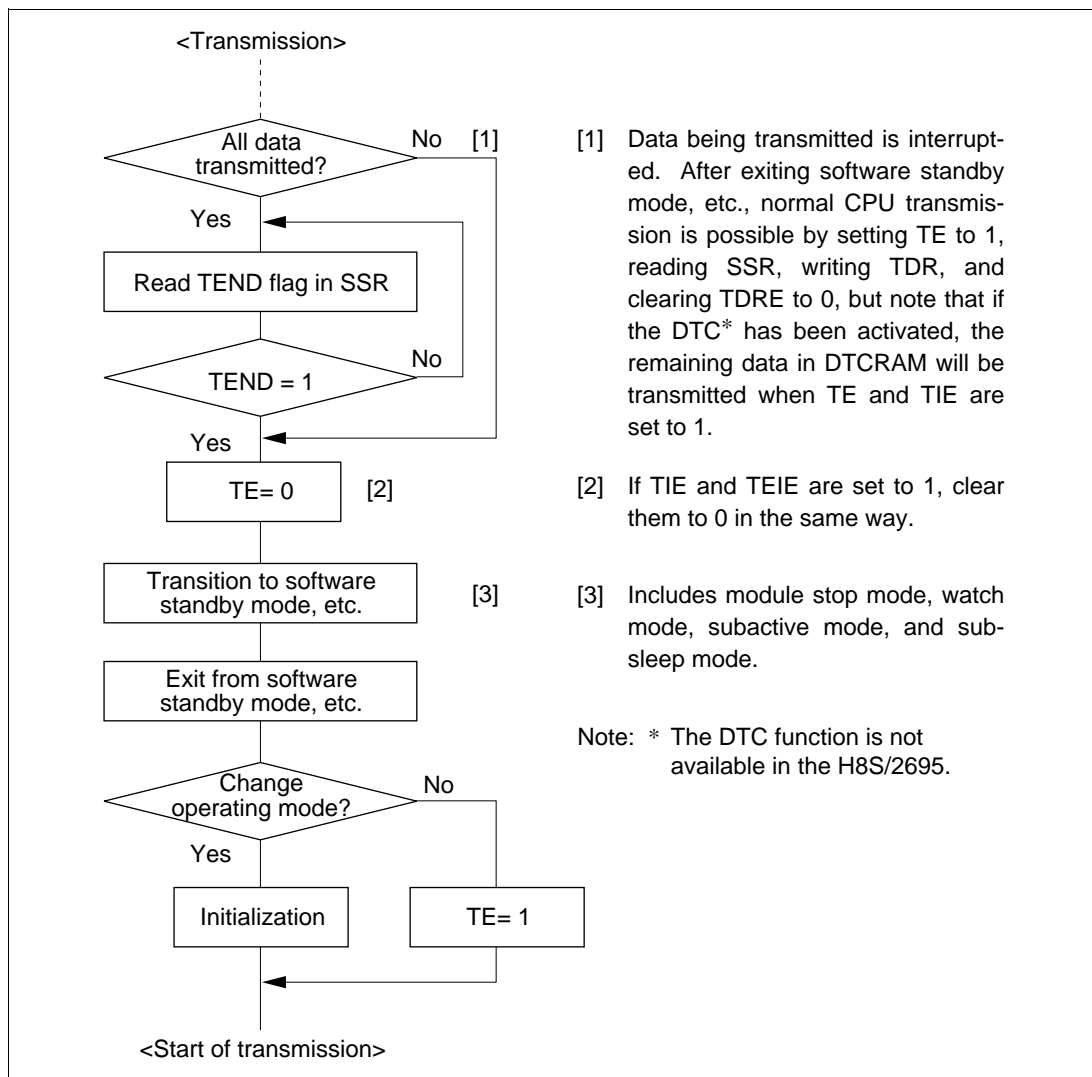 <Transmission>
All data
transmitted?
No
[1]
Yes
Read TEND flag in SSR
TEND = 1
No
Yes
TE= 0
[2]
Transition to software
standby mode, etc.
[3]
Exit from software
standby mode, etc.
Change
operating mode?
No
Yes
Initialization
TE= 1
<Start of transmission>
[1] Data being transmitted is interrupt-
ed. After exiting software standby
mode, etc., normal CPU transmis-
sion is possible by setting TE to 1,
reading SSR, writing TDR, and
clearing TDRE to 0, but note that if
the DTC* has been activated, the
remaining data in DTCRAM will be
transmitted when TE and TIE are
set to 1.
[2] If TIE and TEIE are set to 1, clear
them to 0 in the same way.
[3] Includes module stop mode, watch
mode, subactive mode, and sub-
sleep mode.
Note: * The DTC function is not
available in the H8S/2695.